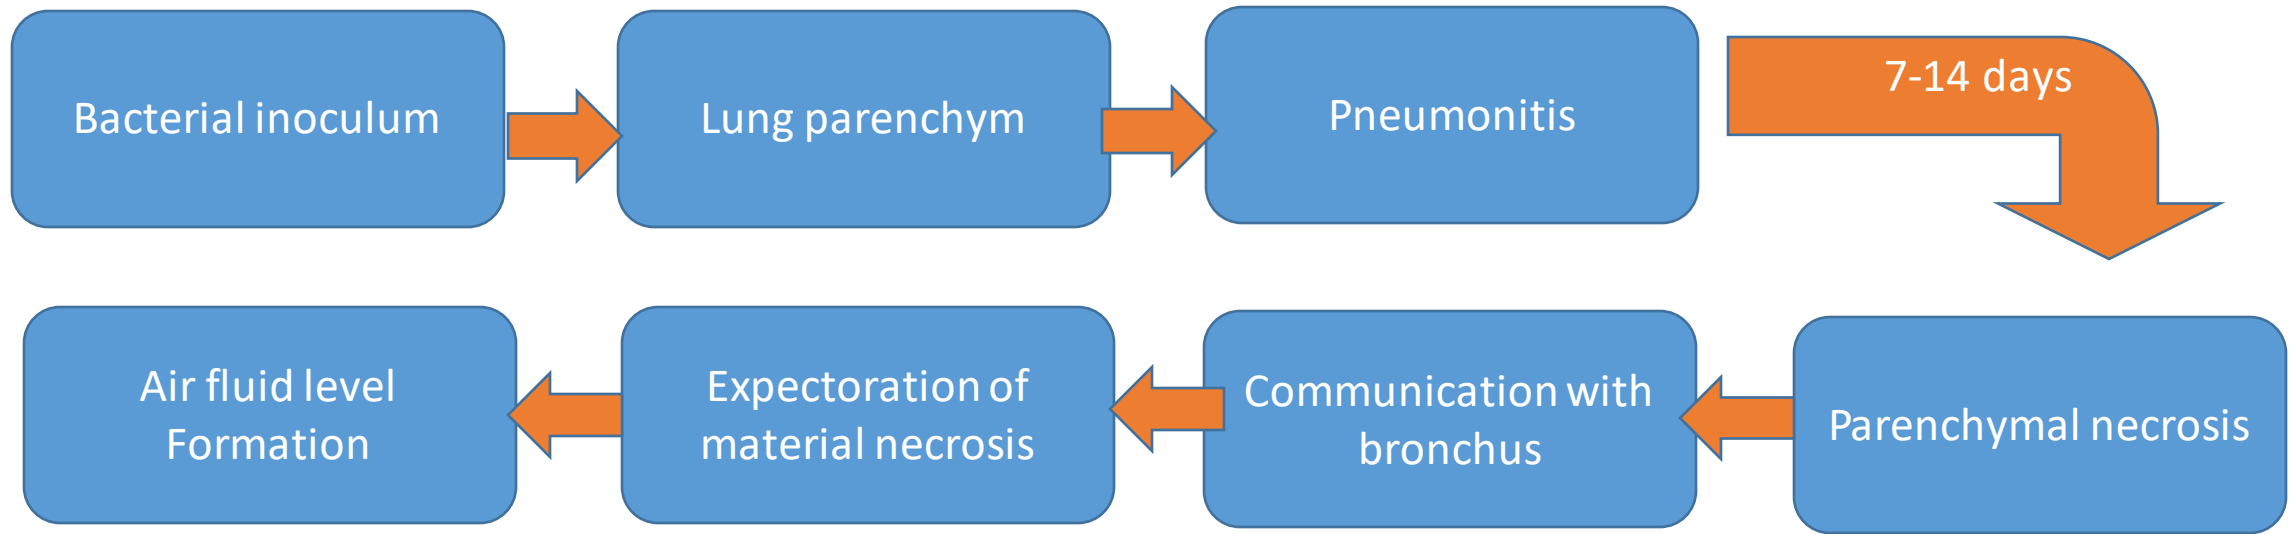 Bacterial inoculum
Lung parenchym
Pneumonitis
7-14 days
Parenchymal necrosis
Communication with
bronchus
Expectoration of
material necrosis
Air fluid level
Formation